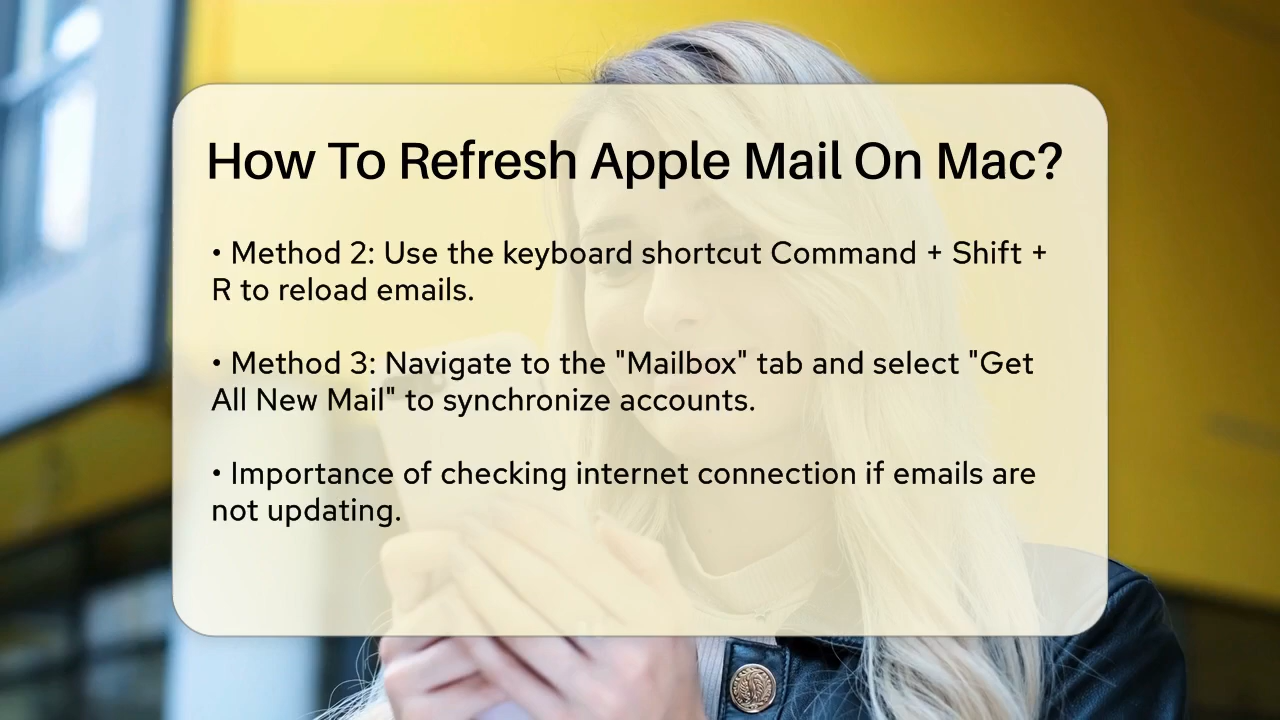 How To Refresh Apple Mail On Mac?
• Method 2: Use the keyboard shortcut Command + Shift +
R to reload emails.
• Method 3: Navigate to the "Mailbox" tab and select "Get
All New Mail" to synchronize accounts.
• Importance of checking internet connection if emails are
not updating.